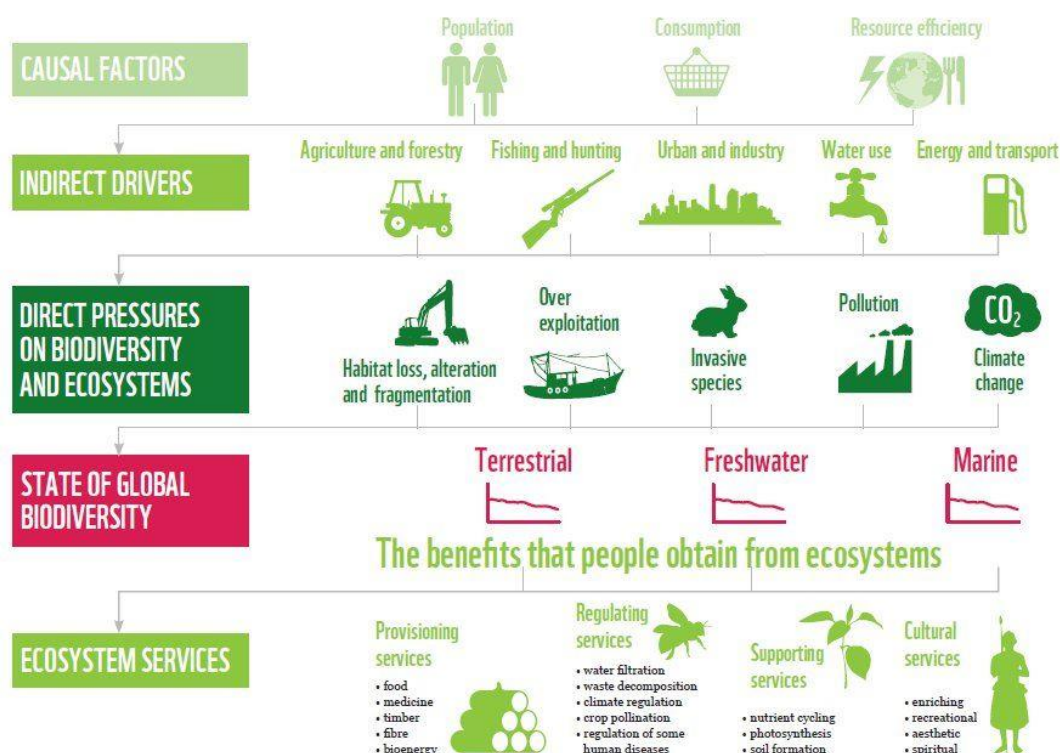 Population
Consumption
Resource efficiency
CAUSAL FACTORS
Agriculture and forestry
Fishing and hunting
Urban and industry
Water use
Energy and transport
INDIRECT DRIVERS
DIRECT PRESSURES
ON BIODIVERSITY
AND ECOSYSTEMS
Habitat loss, alteration
and fragmentation
Over
exploitation
Invasive
species
Pollution
CO₂
Climate
change
STATE OF GLOBAL
BIODIVERSITY
Terrestrial
Freshwater
Marine
The benefits that people obtain from ecosystems
ECOSYSTEM SERVICES
Provisioning
services
• food
• medicine
• timber
• fibre
• bioenergy
Regulating
services
• water filtration
• waste decomposition
• climate regulation
• crop pollination
• regulation of some
human diseases
Supporting
services
• nutrient cycling
• photosynthesis
• soil formation
Cultural
services
• enriching
• recreational
• aesthetic
• spiritual